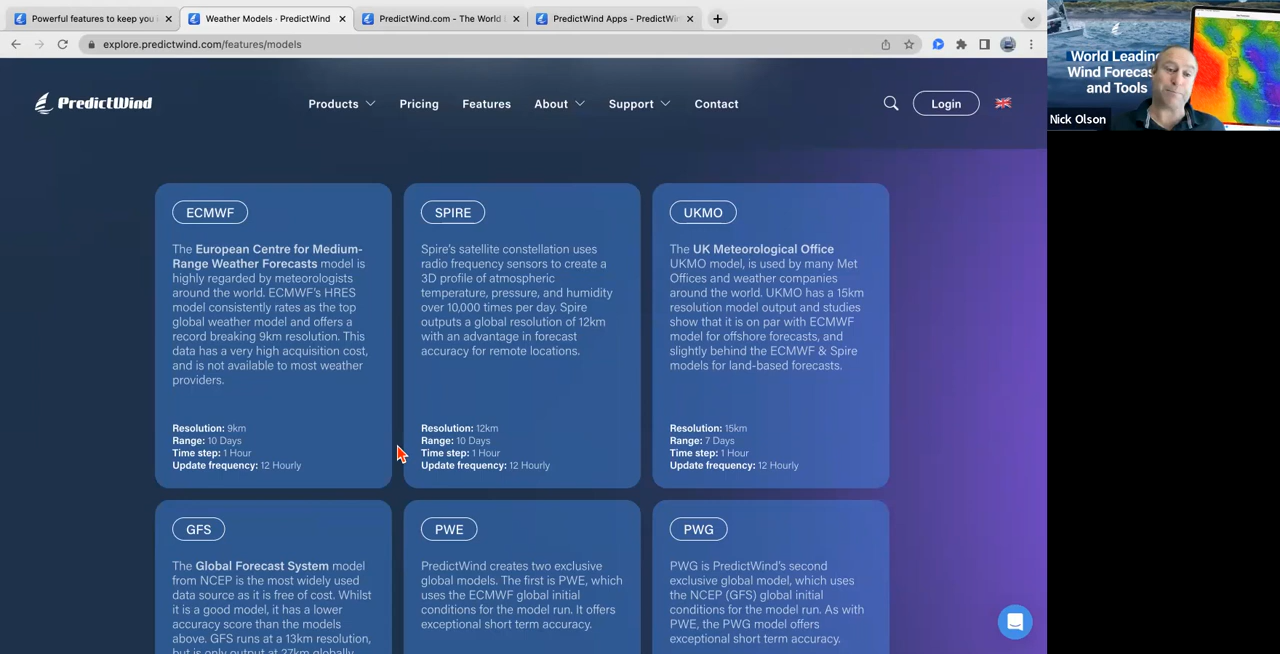 Powerful features to keep you
Weather Models · PredictWind
PredictWind.com - The World
PredictWind Apps - PredictWin
explore.predictwind.com/features/models
PredictWind
Products
Pricing
Features
About
Support
Contact
Login
World Leading
Wind Forecas
and Tools
Nick Olson
ECMWF
The European Centre for Medium-
Range Weather Forecasts model is
highly regarded by meteorologists
around the world. ECMWF's HRES
model consistently rates as the top
global weather model and offers a
record breaking 9km resolution. This
data has a very high acquisition cost,
and is not available to most weather
providers.
Resolution: 9km
Range: 10 Days
Time step: 1 Hour
Update frequency: 12 Hourly
SPIRE
Spire's satellite constellation uses
radio frequency sensors to create a
3D profile of atmospheric
temperature, pressure, and humidity
over 10,000 times per day. Spire
outputs a global resolution of 12km
with an advantage in forecast
accuracy for remote locations.
Resolution: 12km
Range: 10 Days
Time step: 1 Hour
Update frequency: 12 Hourly
UKMO
The UK Meteorological Office
UKMO model, is used by many Met
Offices and weather companies
around the world. UKMO has a 15km
resolution model output and studies
show that it is on par with ECMWF
model for offshore forecasts, and
slightly behind the ECMWF & Spire
models for land-based forecasts.
Resolution: 15km
Range: 7 Days
Time step: 1 Hour
Update frequency: 12 Hourly
GFS
The Global Forecast System model
from NCEP is the most widely used
data source as it is free of cost. Whilst
it is a good model, it has a lower
accuracy score than the models
above. GFS runs at a 13km resolution,
but is only output at 27km globally
PWE
PredictWind creates two exclusive
global models. The first is PWE, which
uses the ECMWF global initial
conditions for the model run. It offers
exceptional short term accuracy.
PWG
PWG is PredictWind's second
exclusive global model, which uses
the NCEP (GFS) global initial
conditions for the model run. As with
PWE, the PWG model offers
exceptional short term accuracy.